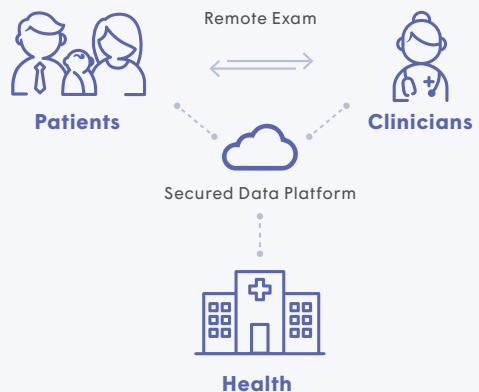 Remote Exam
Patients
Clinicians
Secured Data Platform
Health